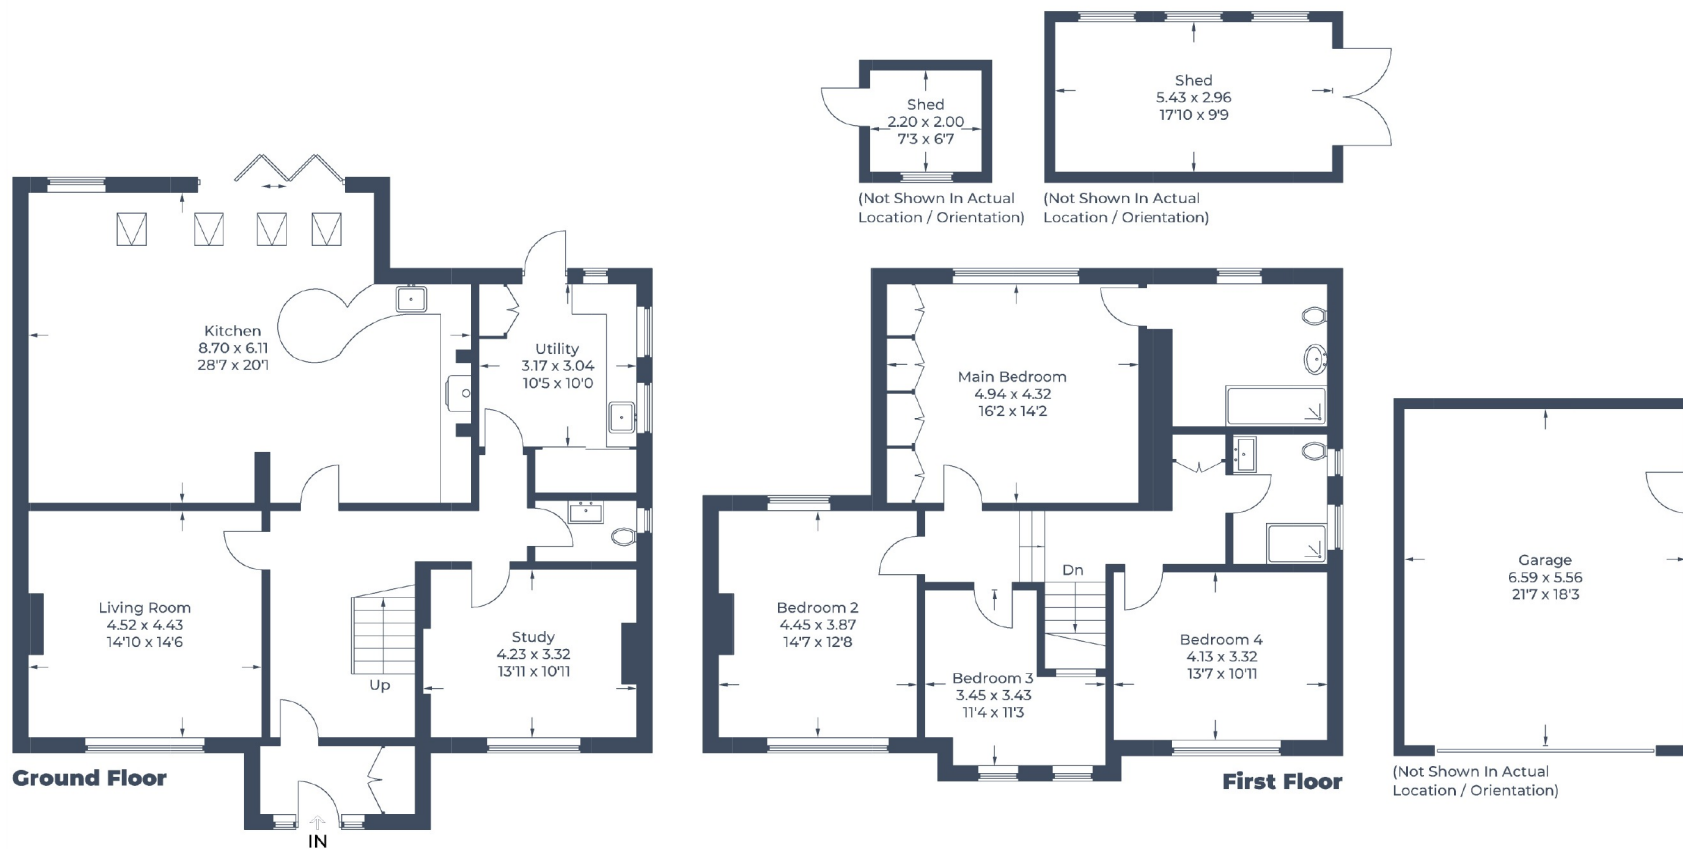 Shed
2.20 x 2.00
7'3 x 6'7
(Not Shown In Actual
Location / Orientation)
Shed
5.43 x 2.96
17'10 x 9'9
(Not Shown In Actual
Location / Orientation)
Kitchen
8.70 x 6.11
28'7 x 20'1
Utility
3.17 x 3.04
10'5 x 10'0
Living Room
4.52 x 4.43
14'10 x 14'6
Up
Study
4.23 x 3.32
13'11 x 10'11
Ground Floor
IN
Main Bedroom
4.94 x 4.32
16'2 x 14'2
Dn
Bedroom 2
4.45 x 3.87
14'7 x 12'8
Bedroom 3
3.45 x 3.43
11'4 x 11'3
Bedroom 4
4.13 x 3.32
13'7 x 10'11
First Floor
Garage
6.59 x 5.56
21'7 x 18'3
(Not Shown In Actual
Location / Orientation)